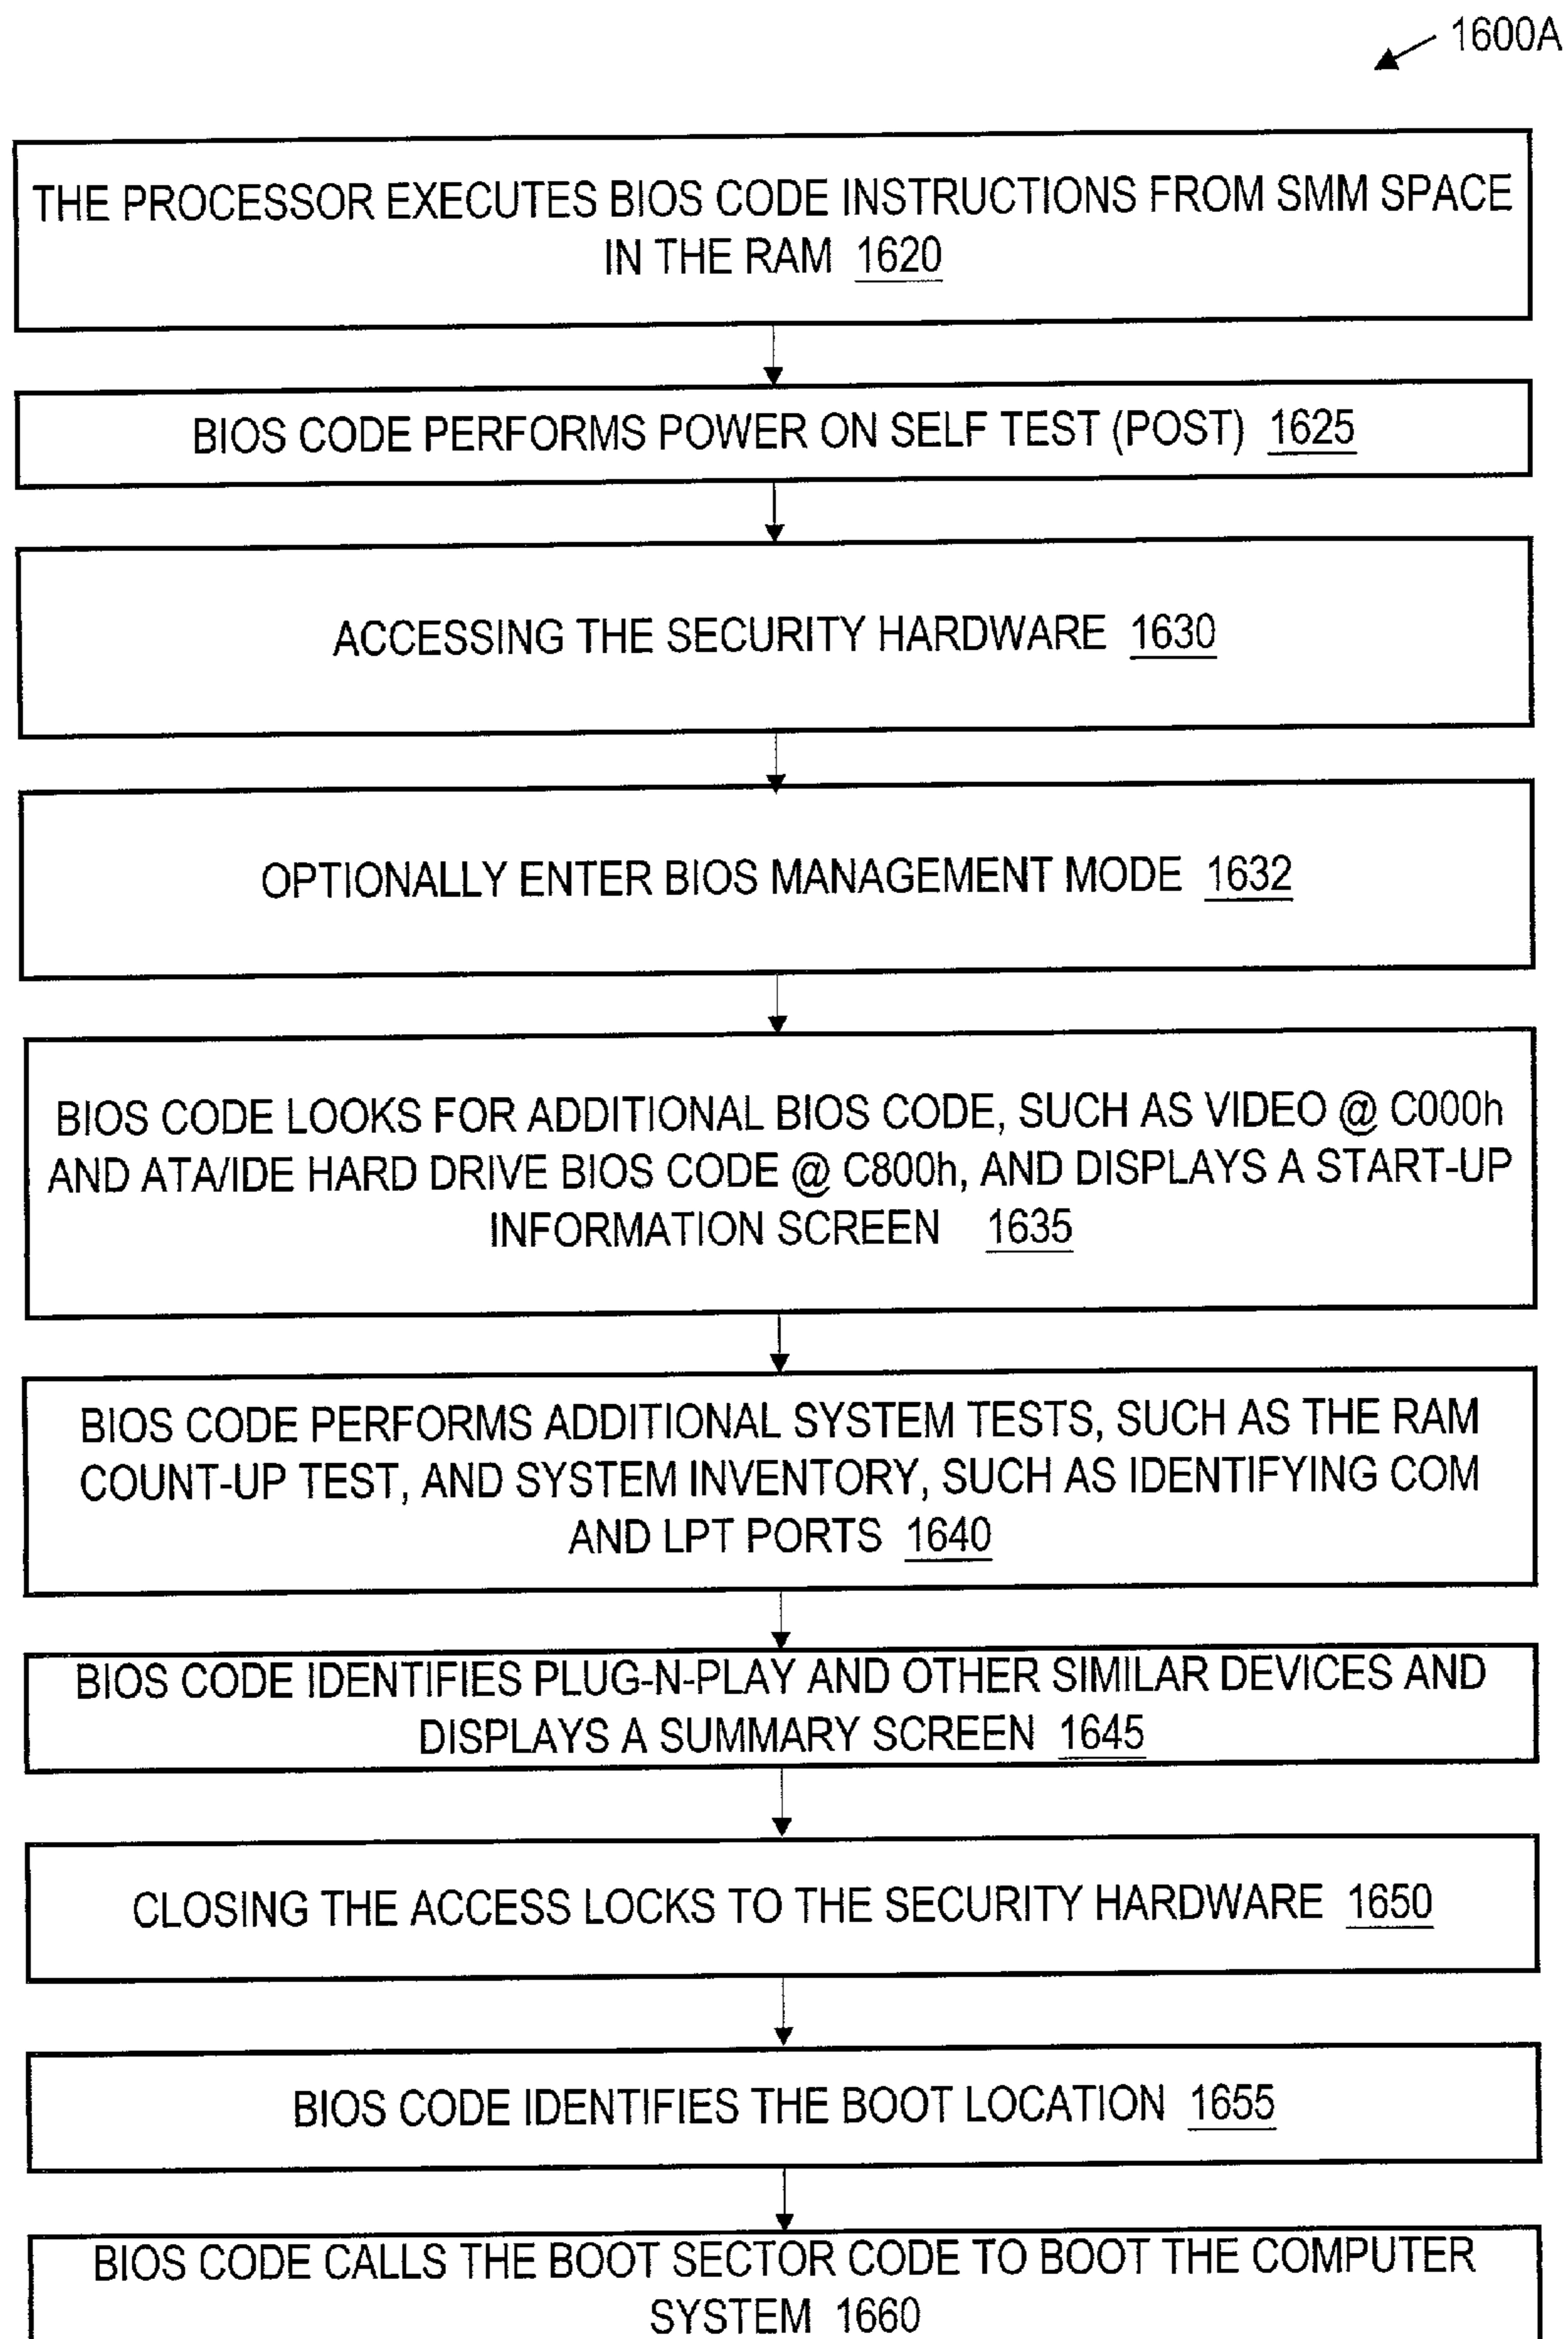 1600A
THE PROCESSOR EXECUTES BIOS CODE INSTRUCTIONS FROM SMM SPACE
IN THE RAM 1620
BIOS CODE PERFORMS POWER ON SELF TEST (POST) 1625
ACCESSING THE SECURITY HARDWARE 1630
OPTIONALLY ENTER BIOS MANAGEMENT MODE 1632
BIOS CODE LOOKS FOR ADDITIONAL BIOS CODE, SUCH AS VIDEO @ C000h
AND ATA/IDE HARD DRIVE BIOS CODE @ C800h, AND DISPLAYS A START-UP
INFORMATION SCREEN 1635
BIOS CODE PERFORMS ADDITIONAL SYSTEM TESTS, SUCH AS THE RAM
COUNT-UP TEST, AND SYSTEM INVENTORY, SUCH AS IDENTIFYING COM
AND LPT PORTS 1640
BIOS CODE IDENTIFIES PLUG-N-PLAY AND OTHER SIMILAR DEVICES AND
DISPLAYS A SUMMARY SCREEN 1645
CLOSING THE ACCESS LOCKS TO THE SECURITY HARDWARE 1650
BIOS CODE IDENTIFIES THE BOOT LOCATION 1655
BIOS CODE CALLS THE BOOT SECTOR CODE TO BOOT THE COMPUTER
SYSTEM 1660